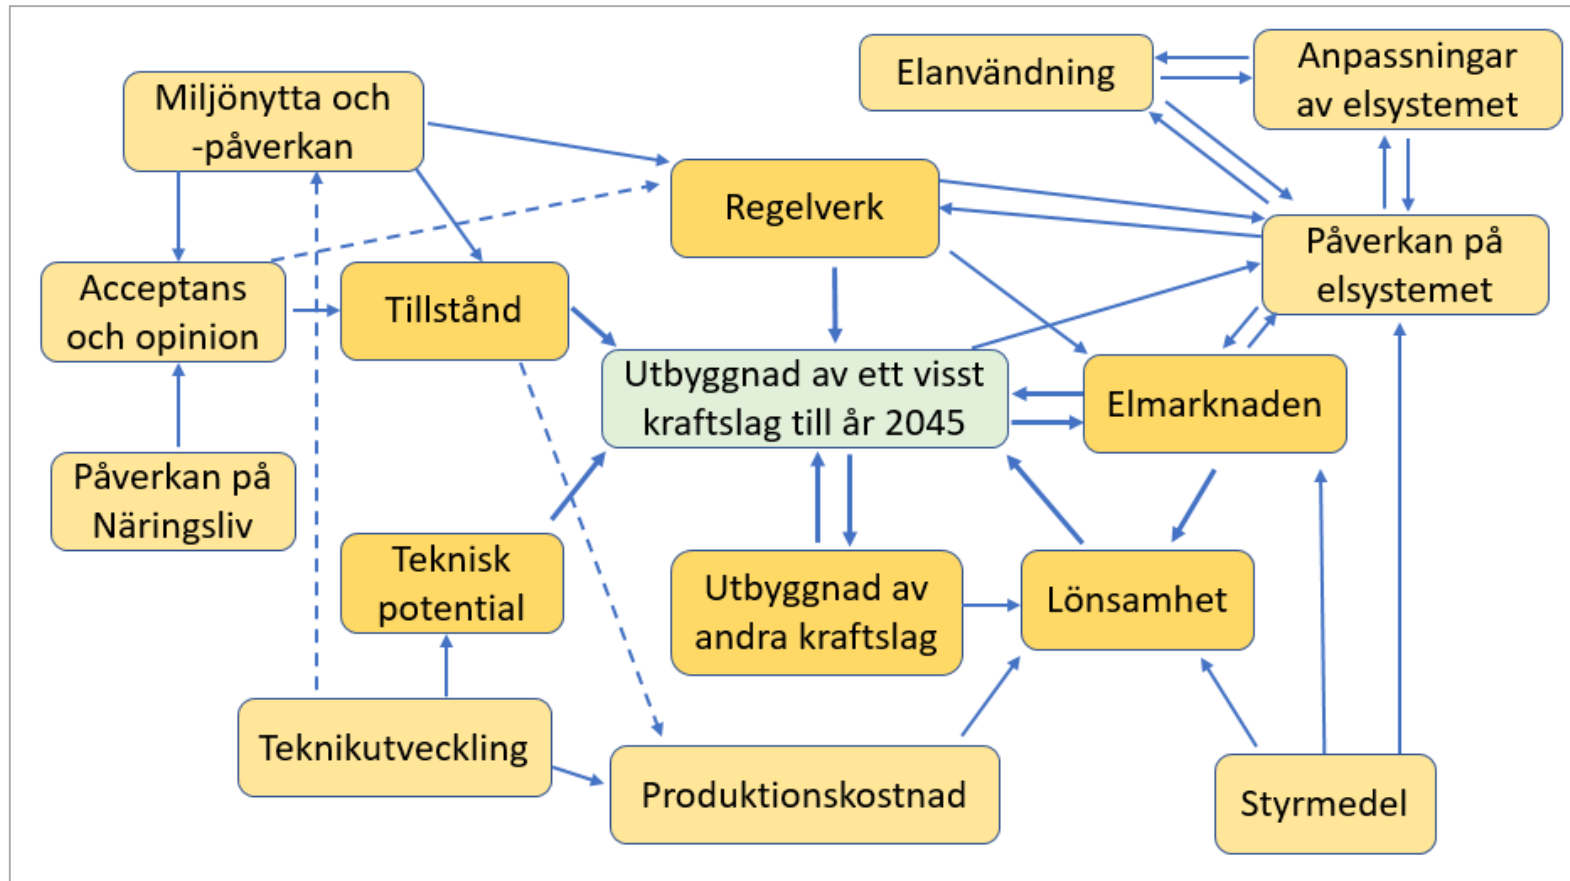 Miljönytta och
-påverkan
Elanvändning
Anpassningar
av elsystemet
Regelverk
Påverkan på
elsystemet
Acceptans
och opinion
Tillstånd
Utbyggnad av ett visst
kraftslag till år 2045
Elmarknaden
Påverkan på
Näringsliv
Teknisk
potential
Utbyggnad av
andra kraftslag
Lönsamhet
Teknikutveckling
Produktionskostnad
Styrmedel